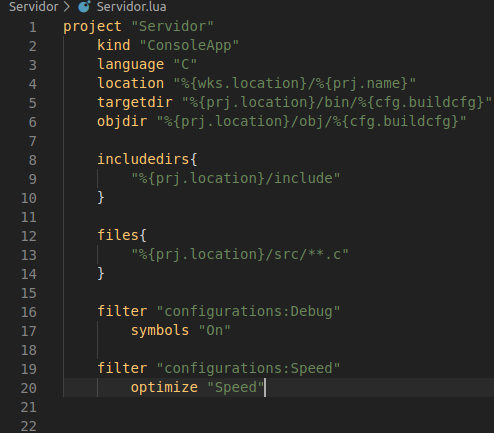 Servidor > Servidor.lua
1 project "Servidor"
2     kind "ConsoleApp"
3     language "C"
4     location "%{wks.location}/%{prj.name}"
5     targetdir "%{prj.location}/bin/%{cfg.buildcfg}"
6     objdir "%{prj.location}/obj/%{cfg.buildcfg}"
7
8     includedirs{
9         "%{prj.location}/include"
10     }
11
12     files{
13         "%{prj.location}/src/**.c"
14     }
15
16     filter "configurations:Debug"
17         symbols "On"
18
19     filter "configurations:Speed"
20         optimize "Speed"
21
22